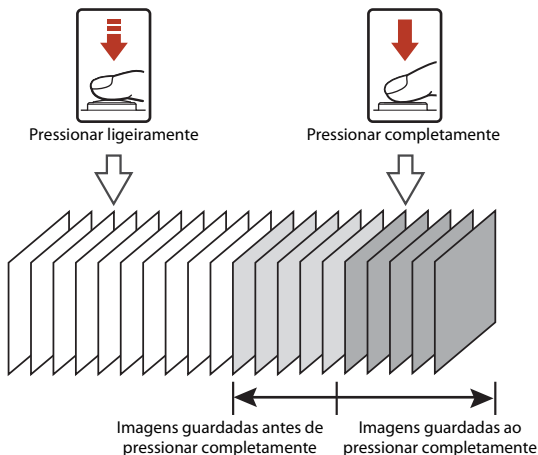 Pressionar ligeiramente
Pressionar completamente
Imagens guardadas antes de
pressionar completamente
Imagens guardadas ao
pressionar completamente